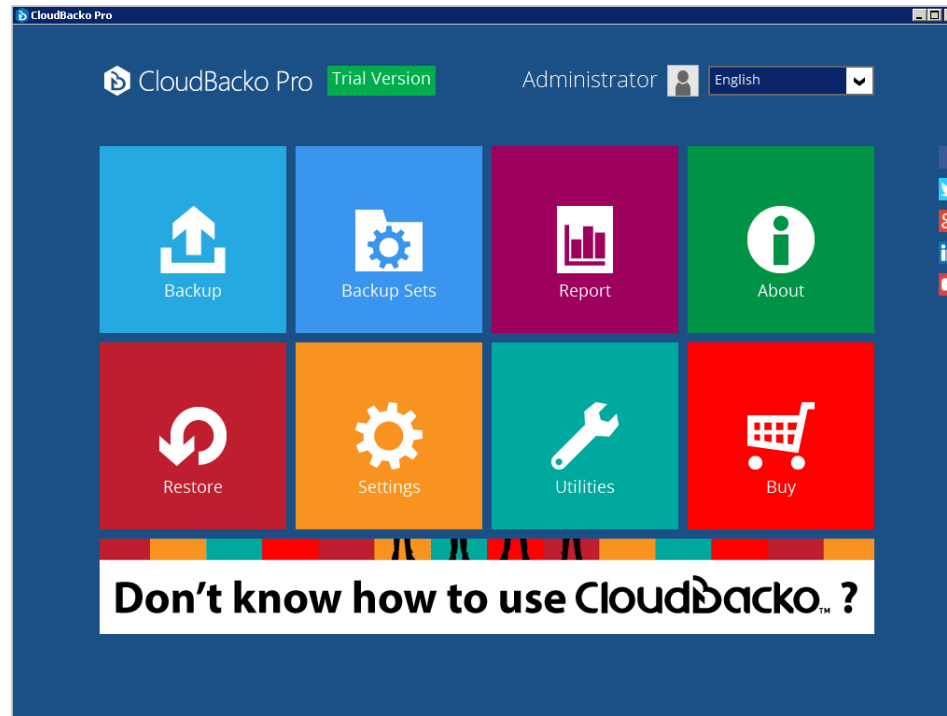 CloudBacko Pro
CloudBacko Pro Trial Version Administrator English
Backup Backup Sets Report About
Restore Settings Utilities Buy
Don't know how to use Cloudbacko™ ?